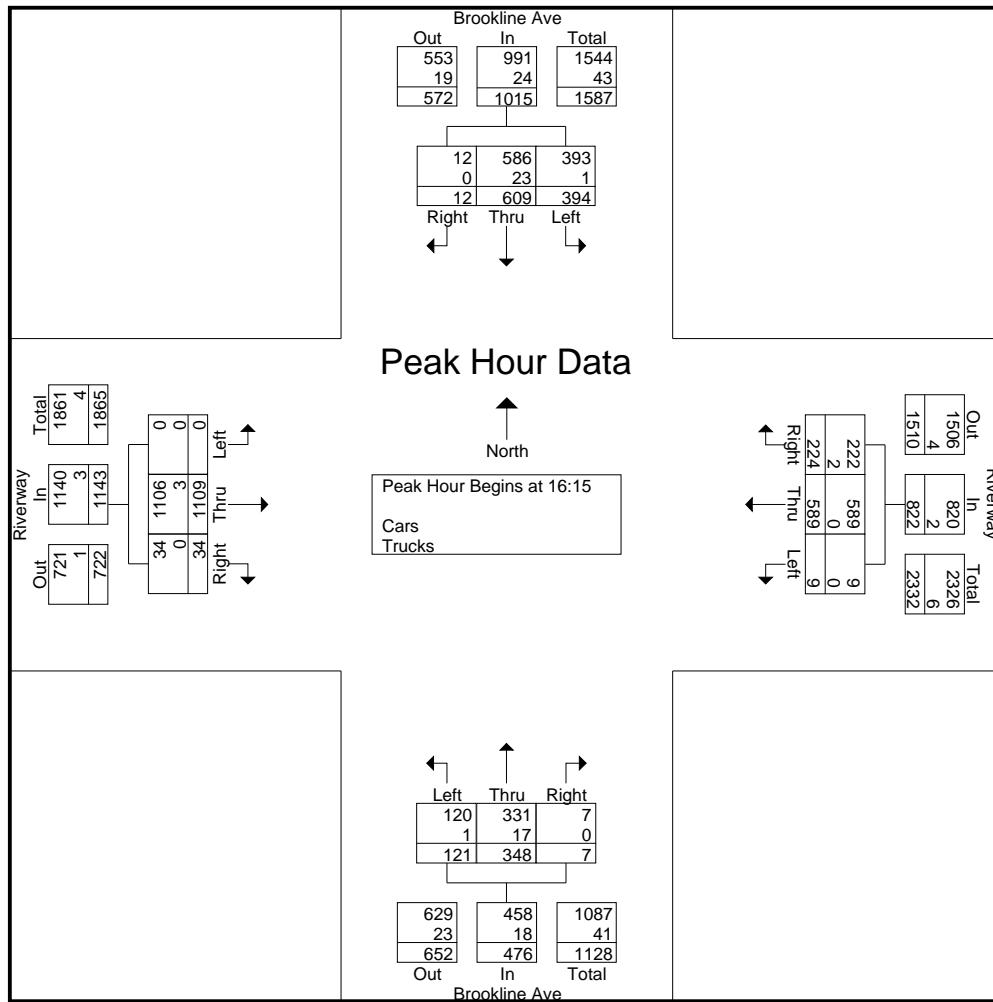 Brookline Ave
Out In Total
553 991 1544
19 24 43
572 1015 1587
12 586 393
0 23 1
12 609 394
Right Thru Left
Peak Hour Data
North
Peak Hour Begins at 16:15
Cars
Trucks
Riverway
Out In Total
721 1140 1861
1 3 4
722 1143 1865
34 1106 0
0 3 0
34 1109 0
Right Thru Left
Riverway
Out In Total
1506 820 2326
4 2 6
1510 822 2332
222 589 9
2 0 0
224 589 9
Right Thru Left
Left Thru Right
120 331 7
1 17 0
121 348 7
629 458 1087
23 18 41
652 476 1128
Out In Total
Brookline Ave